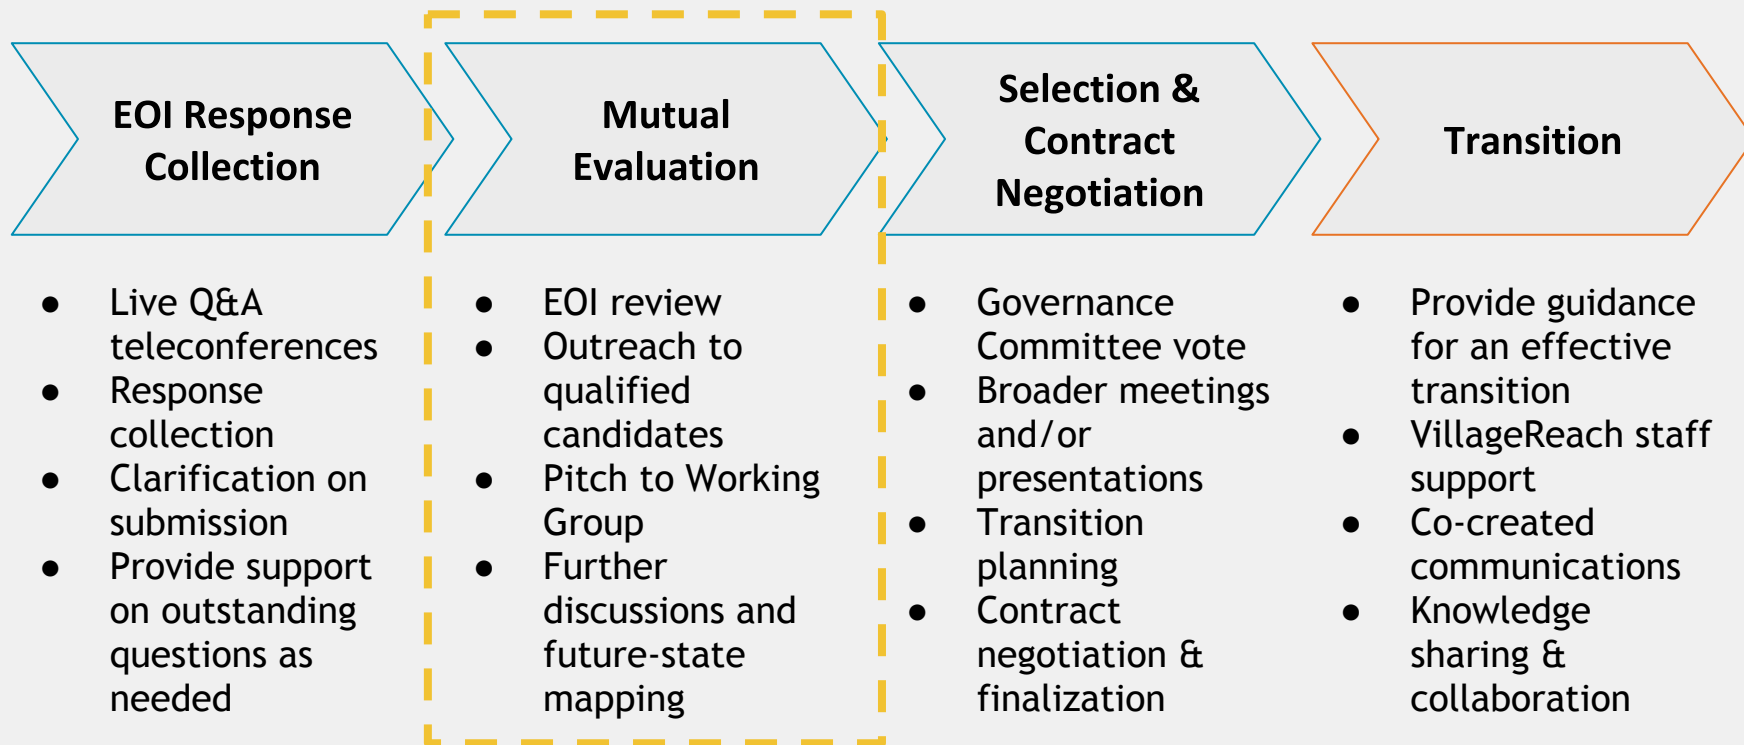 EOI Response
Collection
● Live Q&A
teleconferences
● Response
collection
● Clarification on
submission
● Provide support
on outstanding
questions as
needed
Mutual
Evaluation
● EOI review
● Outreach to
qualified
candidates
● Pitch to Working
Group
● Further
discussions and
future-state
mapping
Selection &
Contract
Negotiation
● Governance
Committee vote
● Broader meetings
and/or
presentations
● Transition
planning
● Contract
negotiation &
finalization
Transition
● Provide guidance
for an effective
transition
● VillageReach staff
support
● Co-created
communications
● Knowledge
sharing &
collaboration